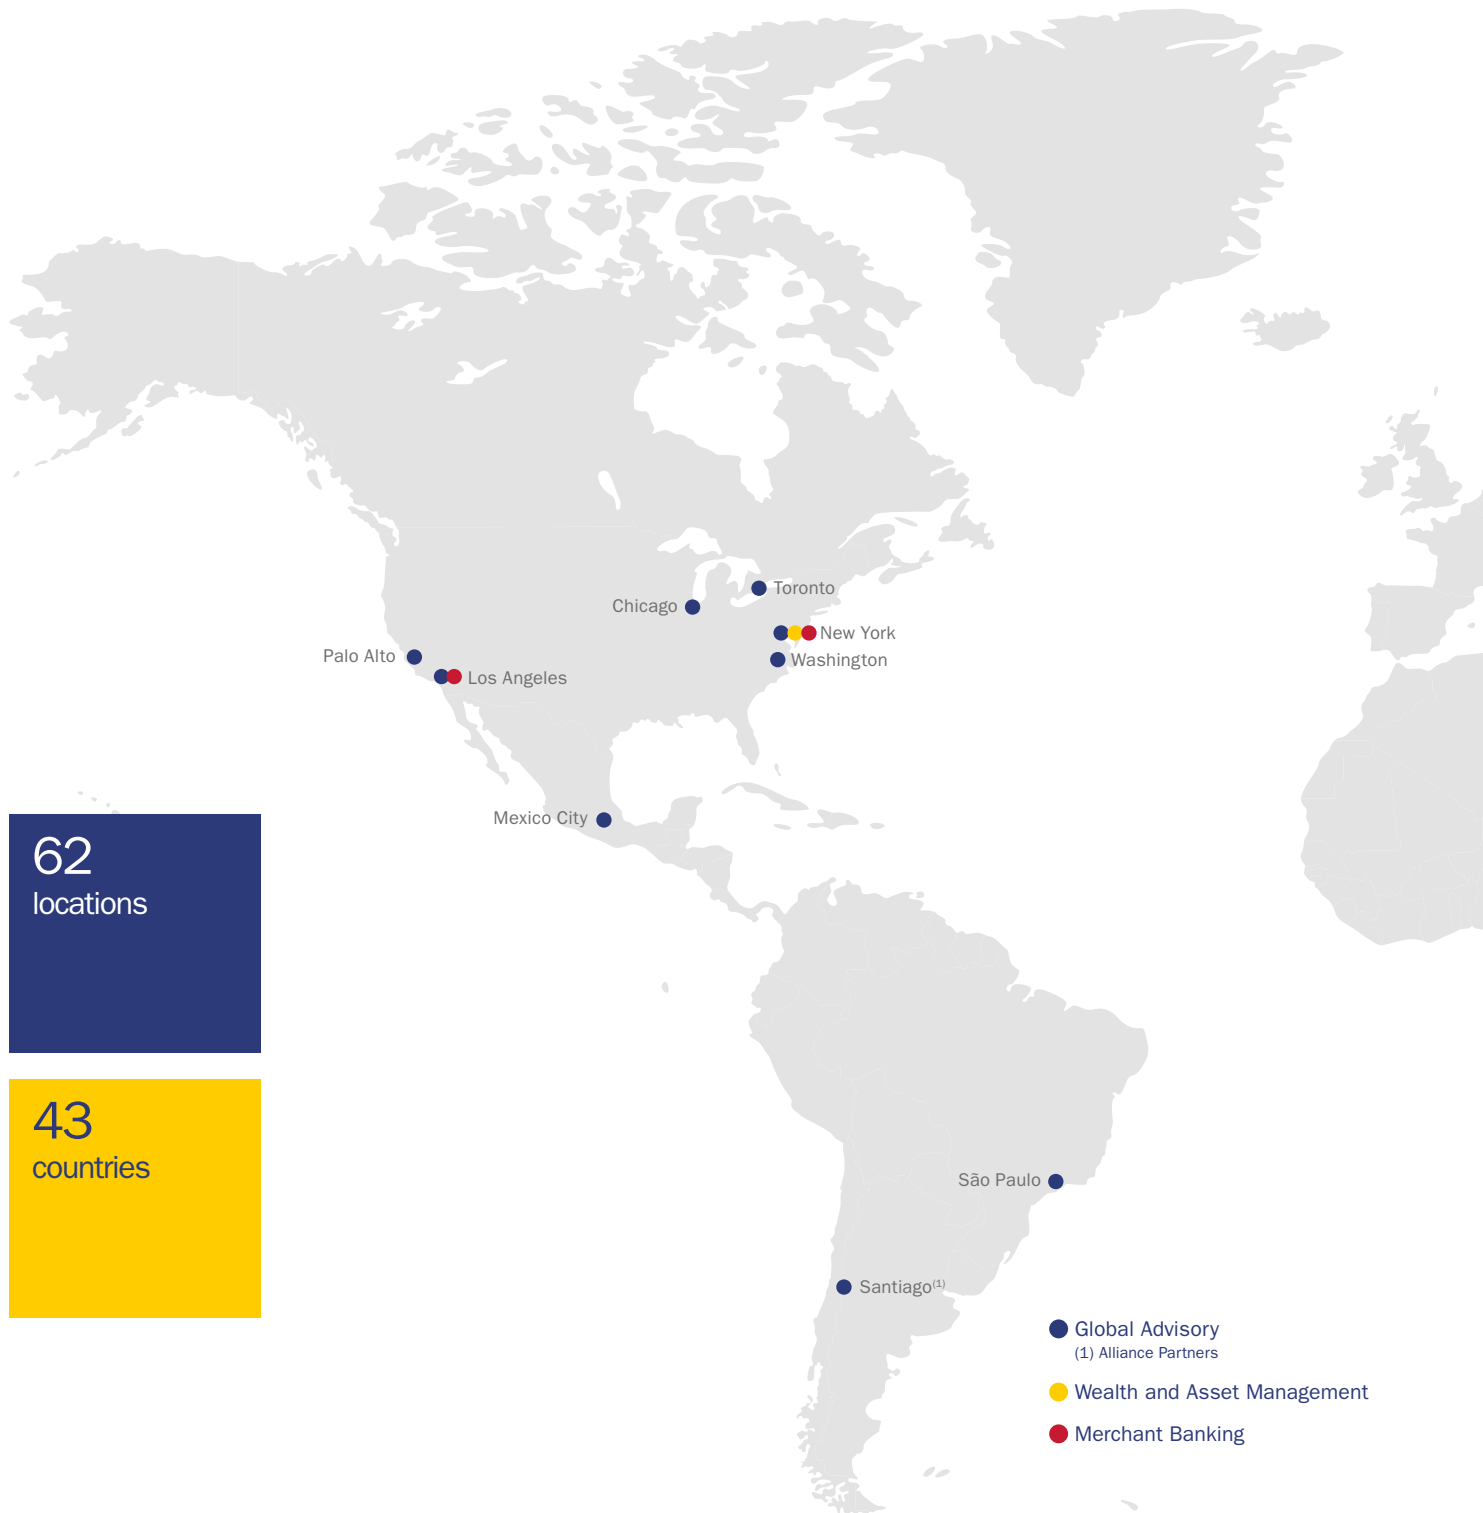 Toronto
Chicago
New York
Palo Alto
Washington
Los Angeles
Mexico City
62
locations
43
countries
São Paulo
Santiago(1)
Global Advisory
(1) Alliance Partners
Wealth and Asset Management
Merchant Banking